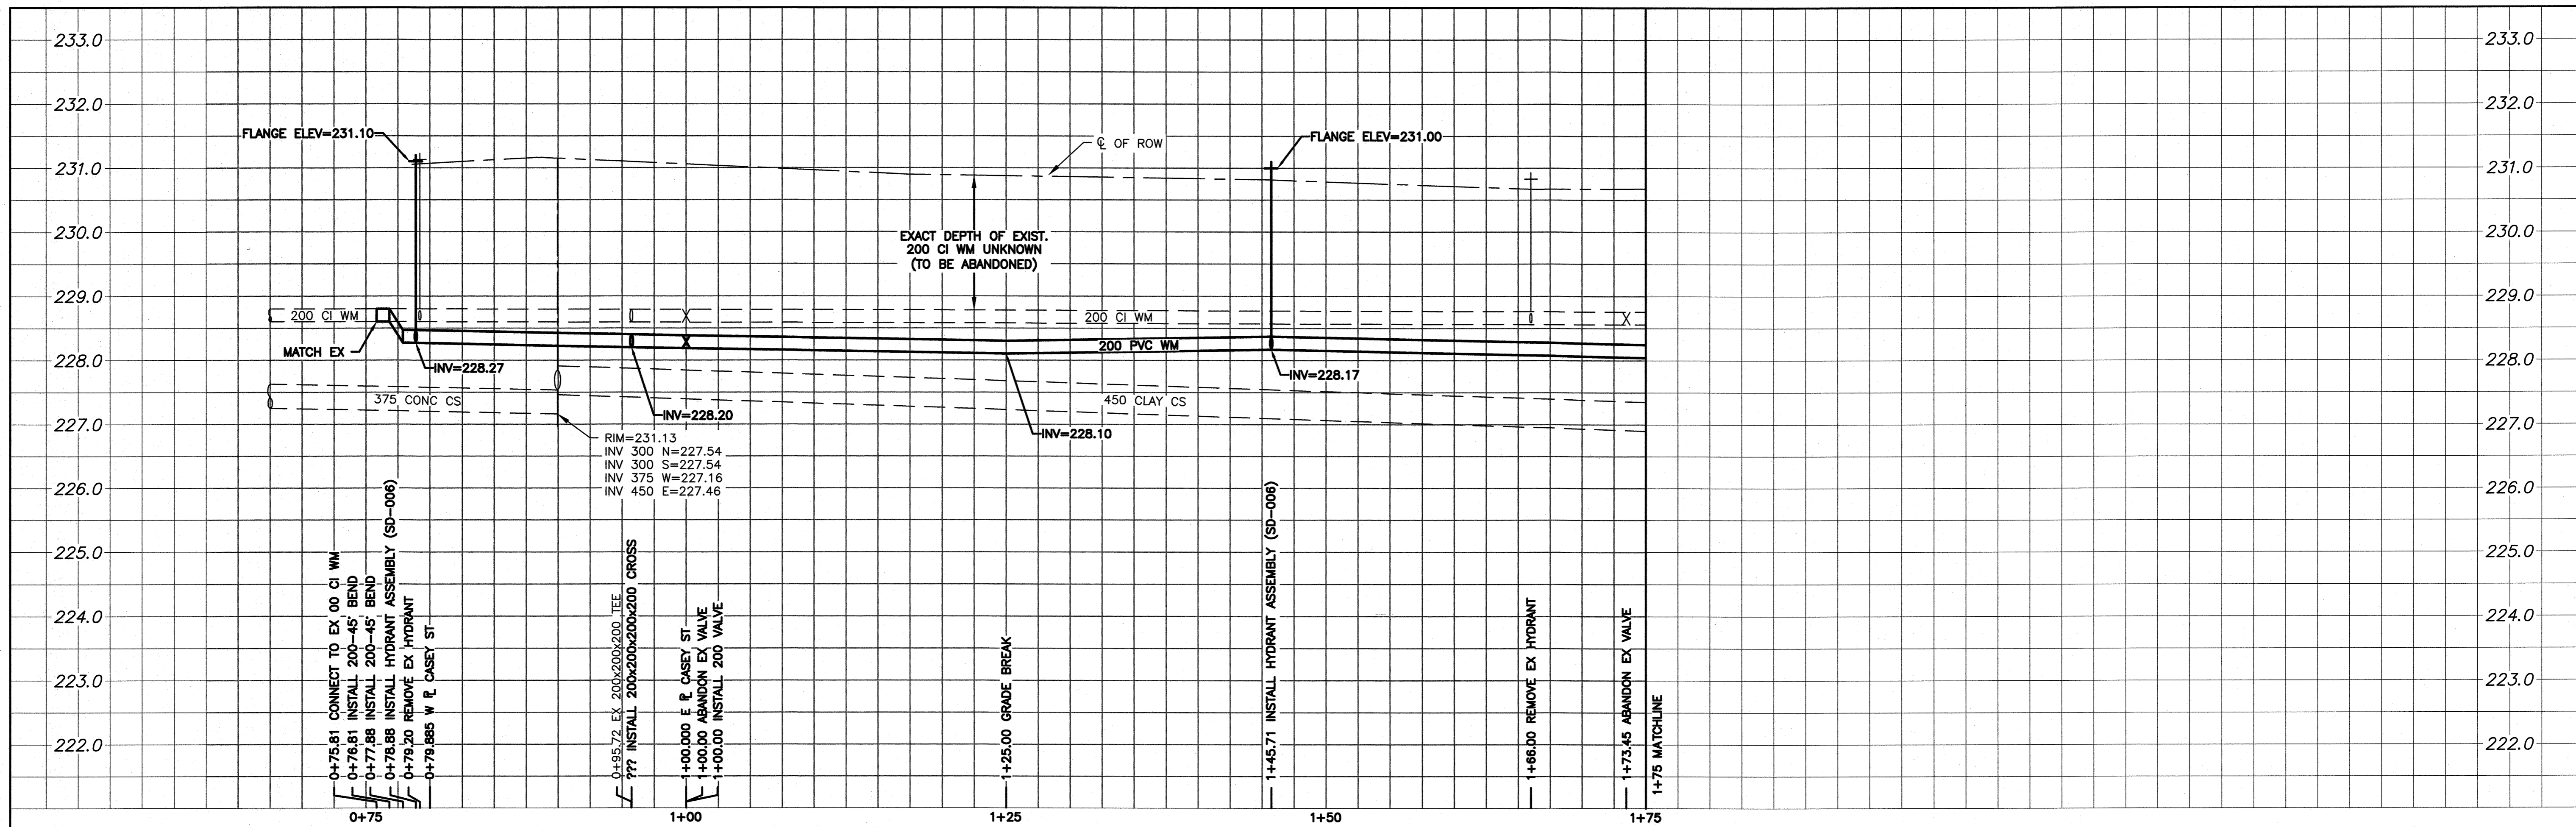 233.0
232.0
231.0
230.0
229.0
228.0
227.0
226.0
225.0
224.0
223.0
222.0
FLANGE ELEV=231.10
℄ OF ROW
FLANGE ELEV=231.00
EXACT DEPTH OF EXIST.
200 CI WM UNKNOWN
(TO BE ABANDONED)
200 CI WM
200 CI WM
MATCH EX
200 PVC WM
INV=228.27
INV=228.17
375 CONC CS
450 CLAY CS
INV=228.20
INV=228.10
RIM=231.13
INV 300 N=227.54
INV 300 S=227.54
INV 375 W=227.16
INV 450 E=227.46
0+75.81 CONNECT TO EX 00 CI WM
0+76.81 INSTALL 200-45° BEND
0+77.88 INSTALL 200-45° BEND
0+78.88 INSTALL HYDRANT ASSEMBLY (SD-006)
0+79.20 REMOVE EX HYDRANT
0+79.885 W ⅊ CASEY ST
0+95.72 EX 200x200x200 TEE
??? INSTALL 200x200x200x200 CROSS
1+00.000 E ⅊ CASEY ST
1+00.00 ABANDON EX VALVE
1+00.00 INSTALL 200 VALVE
1+25.00 GRADE BREAK
1+45.71 INSTALL HYDRANT ASSEMBLY (SD-006)
1+66.00 REMOVE EX HYDRANT
1+73.45 ABANDON EX VALVE
1+75 MATCHLINE
0+75
1+00
1+25
1+50
1+75
233.0
232.0
231.0
230.0
229.0
228.0
227.0
226.0
225.0
224.0
223.0
222.0